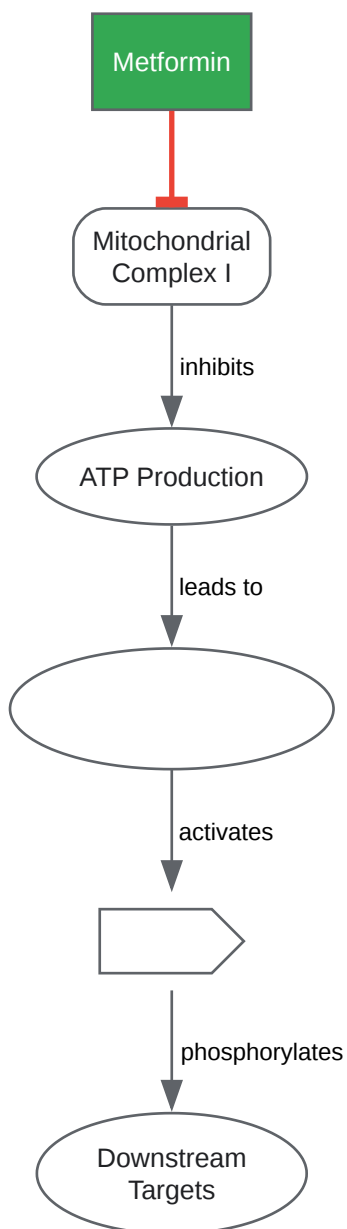 Metformin
Mitochondrial
Complex I
inhibits
ATP Production
leads to
activates
phosphorylates
Downstream
Targets